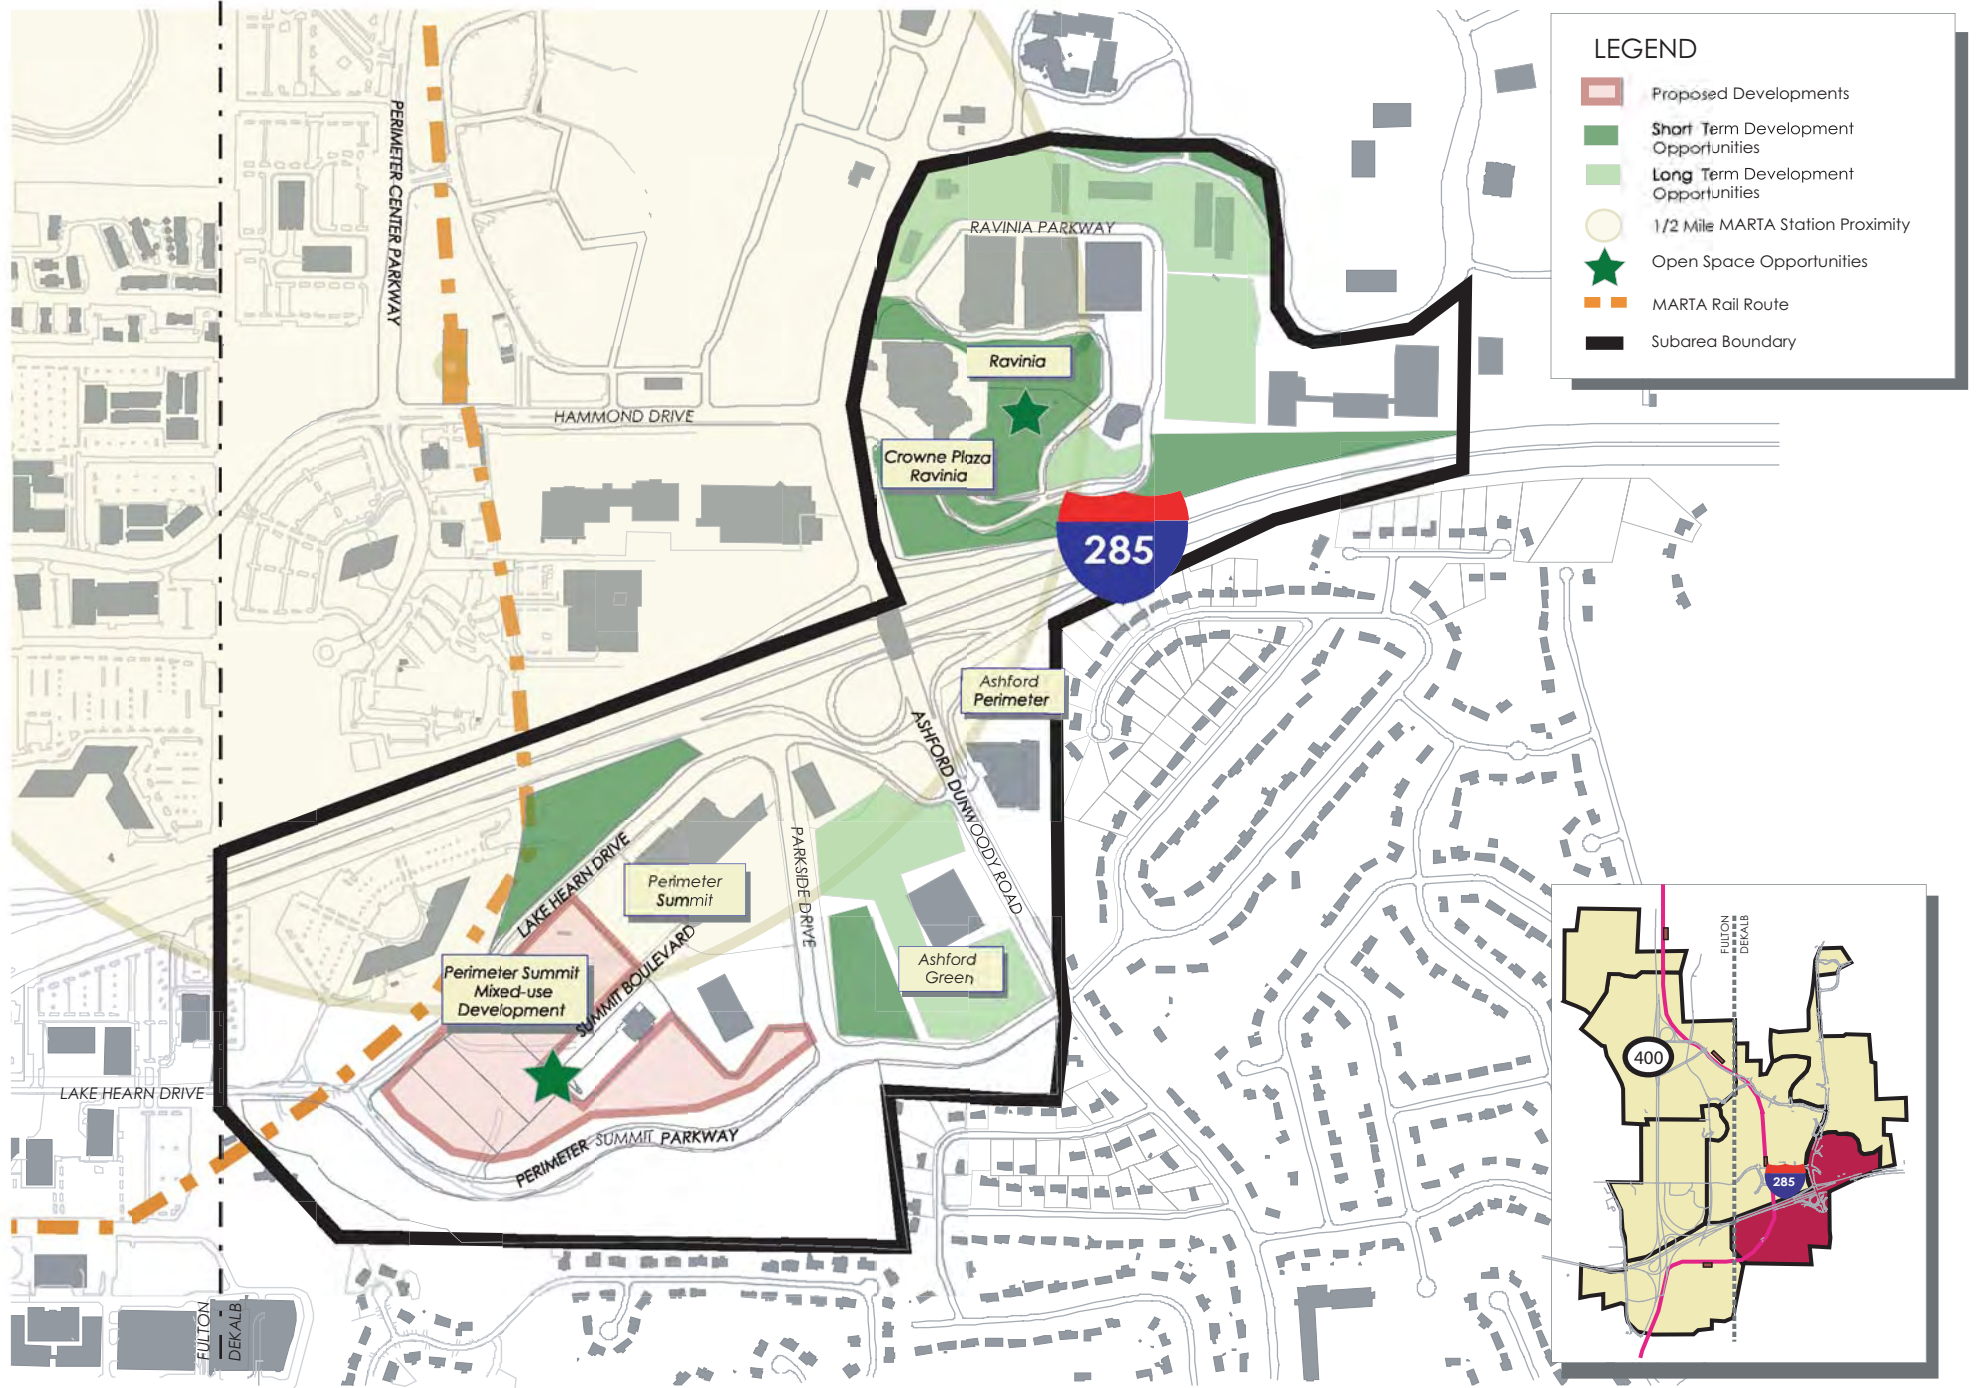 LEGEND
Proposed Developments
Short Term Development
Opportunities
Long Term Development
Opportunities
1/2 Mile MARTA Station Proximity
Open Space Opportunities
MARTA Rail Route
Subarea Boundary
PERIMETER CENTER PARKWAY
RAVINIA PARKWAY
Ravinia
HAMMOND DRIVE
Crowne Plaza
Ravinia
285
Ashford
Perimeter
ASHFORD DUNWOODY ROAD
PARKSIDE DRIVE
LAKE HEARN DRIVE
Perimeter
Summit
SUMMIT BOULEVARD
Ashford
Green
Perimeter Summit
Mixed-use
Development
LAKE HEARN DRIVE
PERIMETER SUMMIT PARKWAY
FULTON
DEKALB
FULTON
DEKALB
400
285